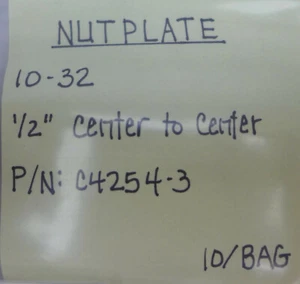 NUTPLATE
10-32
1/2" Center to Center
P/N: C4254-3
10/BAG